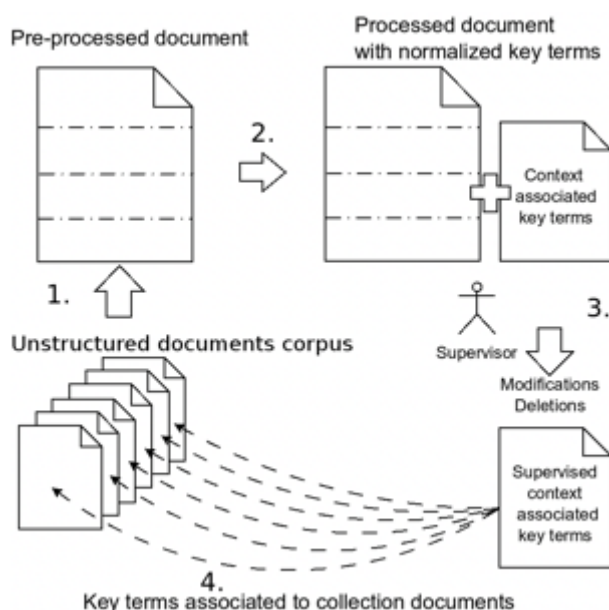 Pre-processed document
Processed document
with normalized key terms
2.
Context
associated
key terms
1.
3.
Supervisor
Unstructured documents corpus
Modifications
Deletions
Supervised
context
associated
key terms
4.
Key terms associated to collection documents